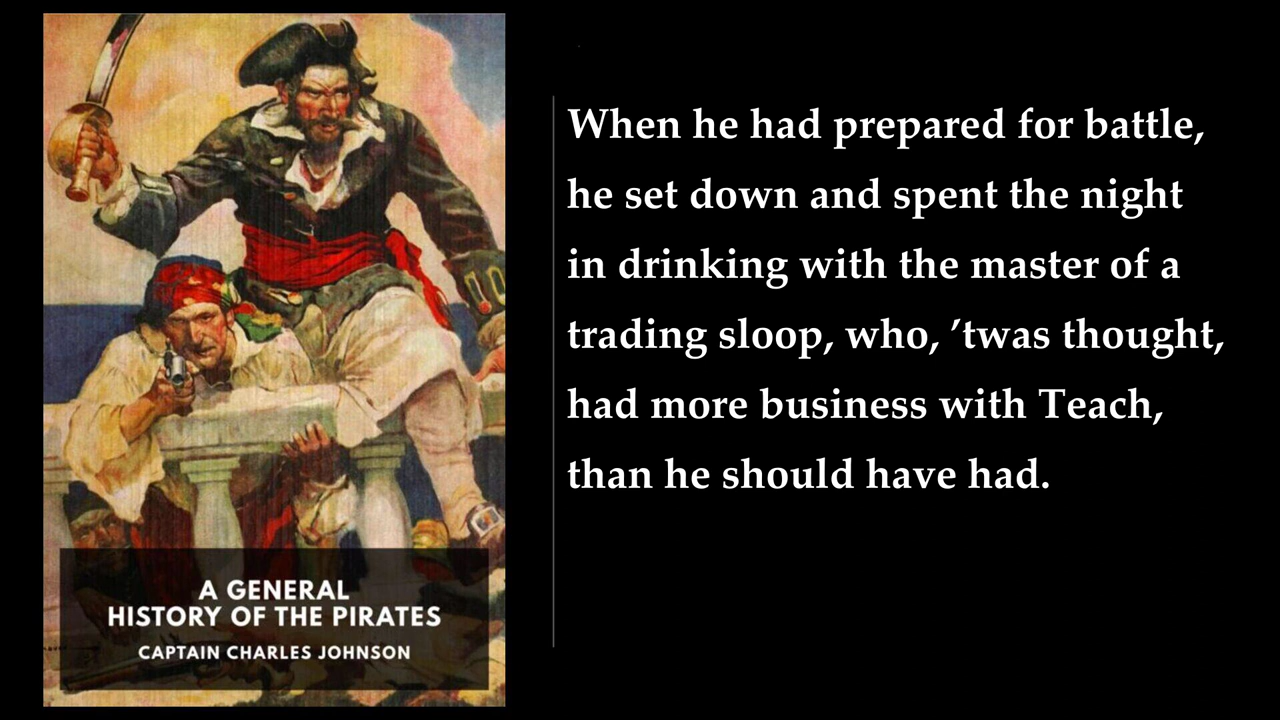 A GENERAL
HISTORY OF THE PIRATES
CAPTAIN CHARLES JOHNSON
When he had prepared for battle,
he set down and spent the night
in drinking with the master of a
trading sloop, who, ’twas thought,
had more business with Teach,
than he should have had.